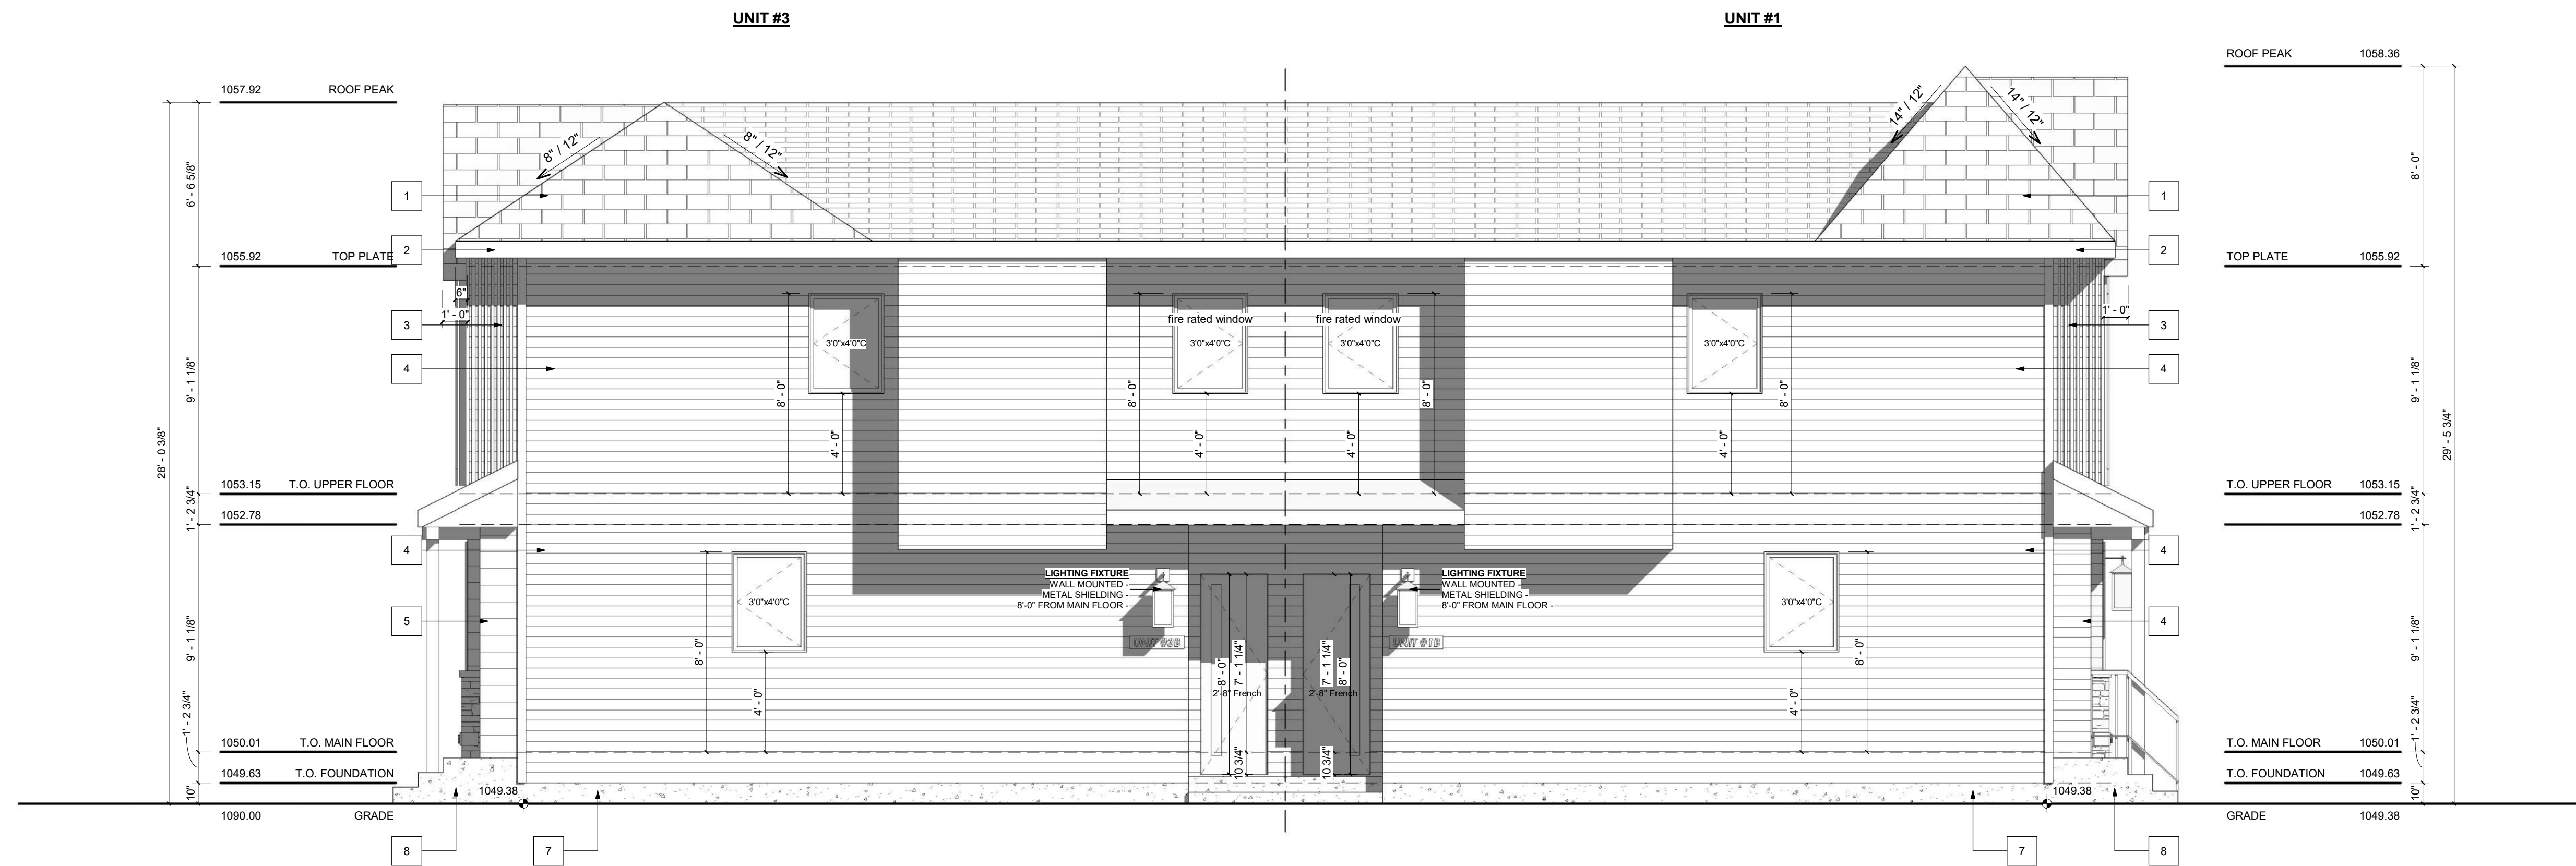 UNIT #3
UNIT #1
ROOF PEAK 1058.36
1057.92 ROOF PEAK
8" / 12"
8" / 12"
14" / 12"
14" / 12"
6' - 6 5/8"
8' - 0"
1
1
2
2
1055.92 TOP PLATE
TOP PLATE 1055.92
6"
1' - 0"
1' - 0"
3
3
fire rated window
fire rated window
3'0"x4'0"C
3'0"x4'0"C
3'0"x4'0"C
3'0"x4'0"C
4
4
9' - 1 1/8"
9' - 1 1/8"
8' - 0"
8' - 0"
8' - 0"
8' - 0"
4' - 0"
4' - 0"
4' - 0"
4' - 0"
28' - 0 3/8"
29' - 5 3/4"
1053.15 T.O. UPPER FLOOR
T.O. UPPER FLOOR 1053.15
1' - 2 3/4"
1' - 2 3/4"
1052.78
1052.78
4
4
LIGHTING FIXTURE
WALL MOUNTED -
METAL SHIELDING -
8'-0" FROM MAIN FLOOR -
LIGHTING FIXTURE
WALL MOUNTED -
METAL SHIELDING -
8'-0" FROM MAIN FLOOR -
3'0"x4'0"C
3'0"x4'0"C
5
4
UNIT #3B
UNIT #1B
9' - 1 1/8"
9' - 1 1/8"
8' - 0"
8' - 0"
7' - 1 1/4"
7' - 1 1/4"
8' - 0"
8' - 0"
2'-8" French
2'-8" French
4' - 0"
4' - 0"
1' - 2 3/4"
1' - 2 3/4"
1050.01 T.O. MAIN FLOOR
T.O. MAIN FLOOR 1050.01
10 3/4"
10 3/4"
1049.63 T.O. FOUNDATION
T.O. FOUNDATION 1049.63
10"
10"
1049.38
1049.38
1090.00 GRADE
GRADE 1049.38
8
7
7
8